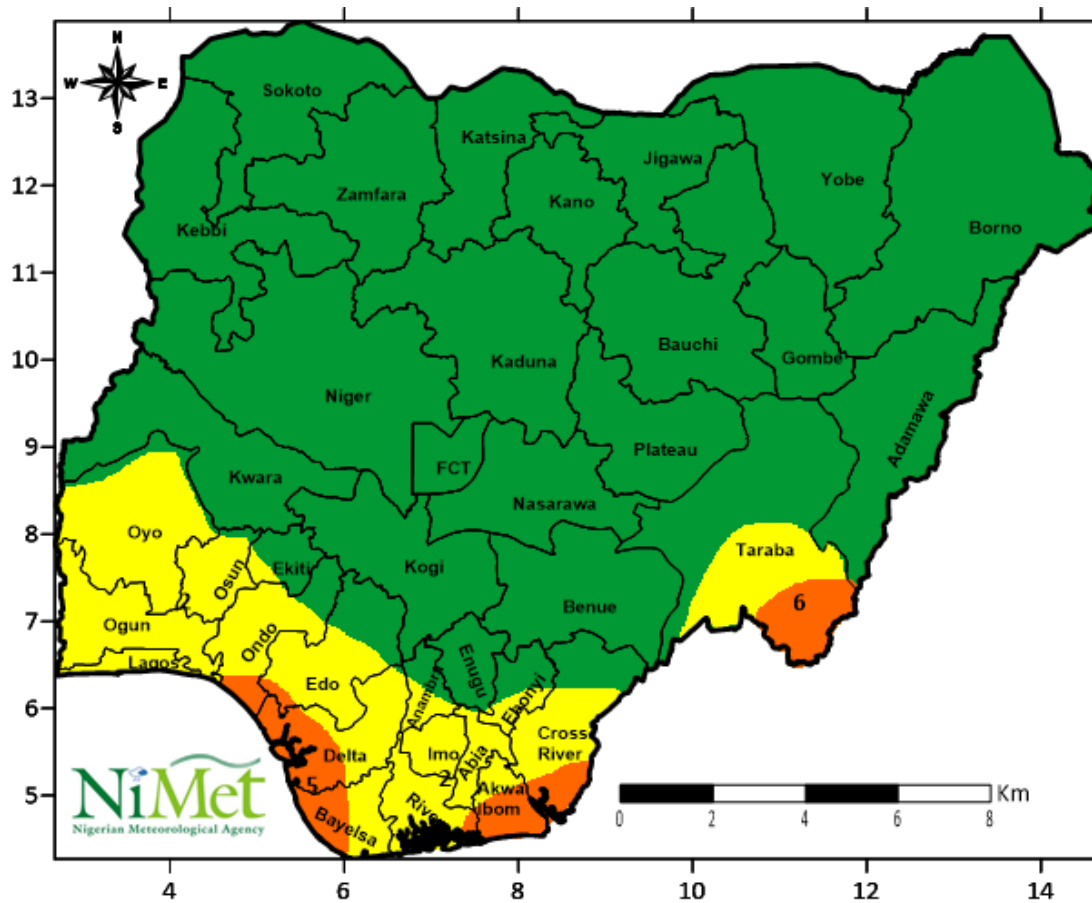 N
W E
S
13
12
11
10
9
8
7
6
5
Sokoto
Katsina
Jigawa
Zamfara
Kano
Yobe
Kebbi
Borno
Bauchi
Kaduna
Gombe
Niger
Adamawa
Plateau
FCT
Kwara
Nasarawa
Oyo
Taraba
Kogi
Ekiti
Osun
Benue
6
Ogun
Ondo
Enugu
Lagos2
Edo
Anambra
Ebonyi
Cross
River
Delta
Imo
2
Abia
3
5
Akwa
Ibom
Bayelsa
NiMet
Nigerian Meteorological Agency
Km
0 2 4 6 8
4 6 8 10 12 14